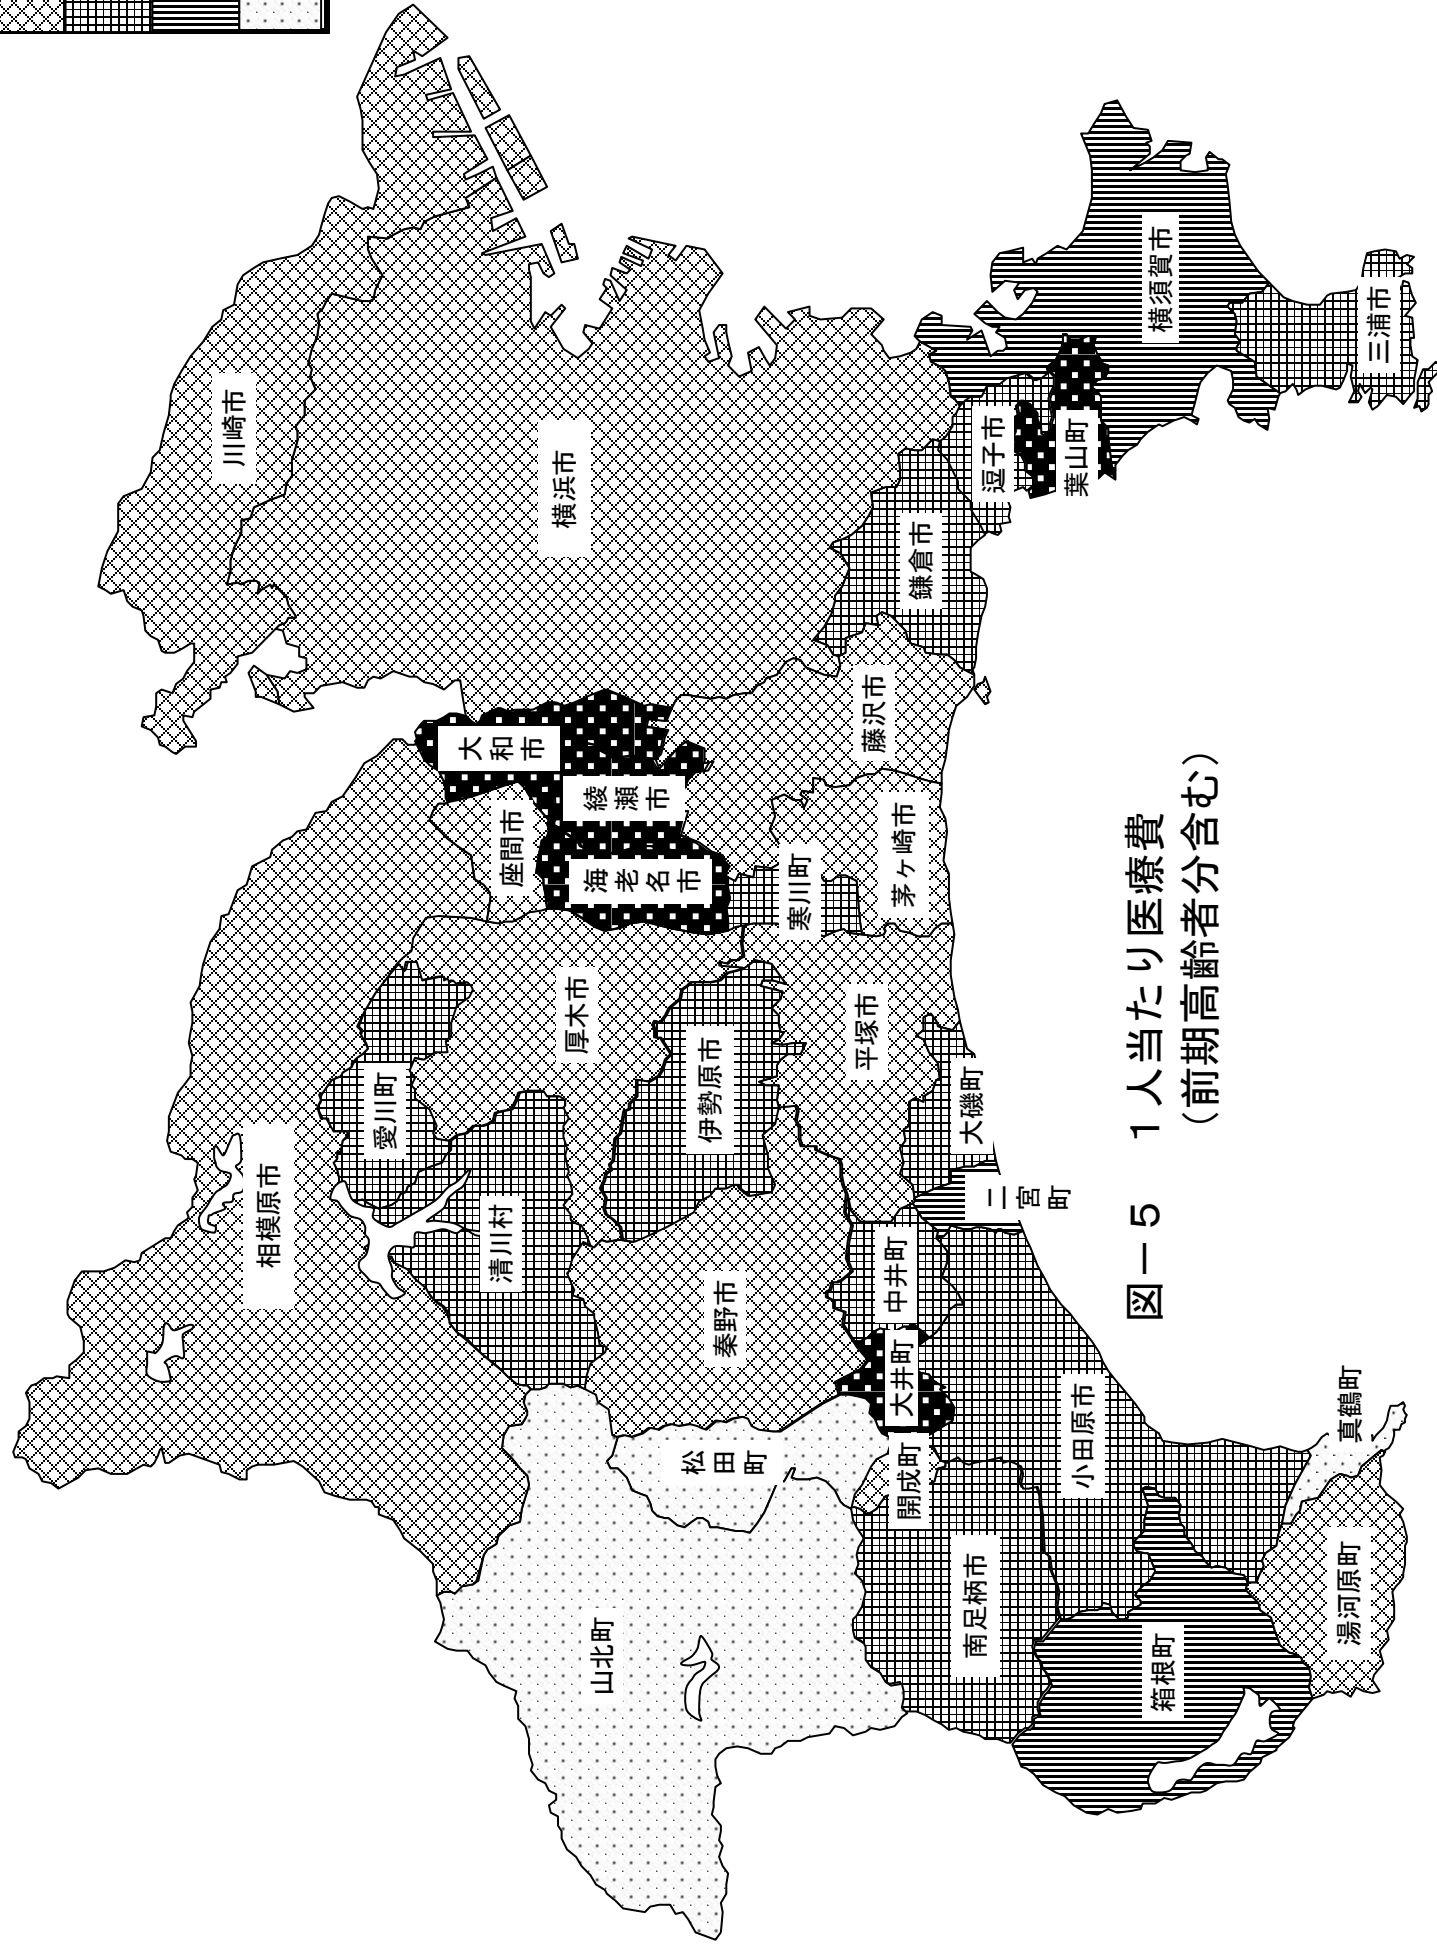 川崎市
横浜市
横須賀市
三浦市
逗子市
葉山町
鎌倉市
藤沢市
大和市
綾瀬市
座間市
海老名市
寒川町
茅ヶ崎市
相模原市
愛川町
厚木市
清川村
伊勢原市
平塚市
大磯町
二宮町
秦野市
中井町
大井町
松田町
開成町
小田原市
南足柄市
山北町
箱根町
真鶴町
湯河原町
図－５　１人当たり医療費
（前期高齢者分含む）